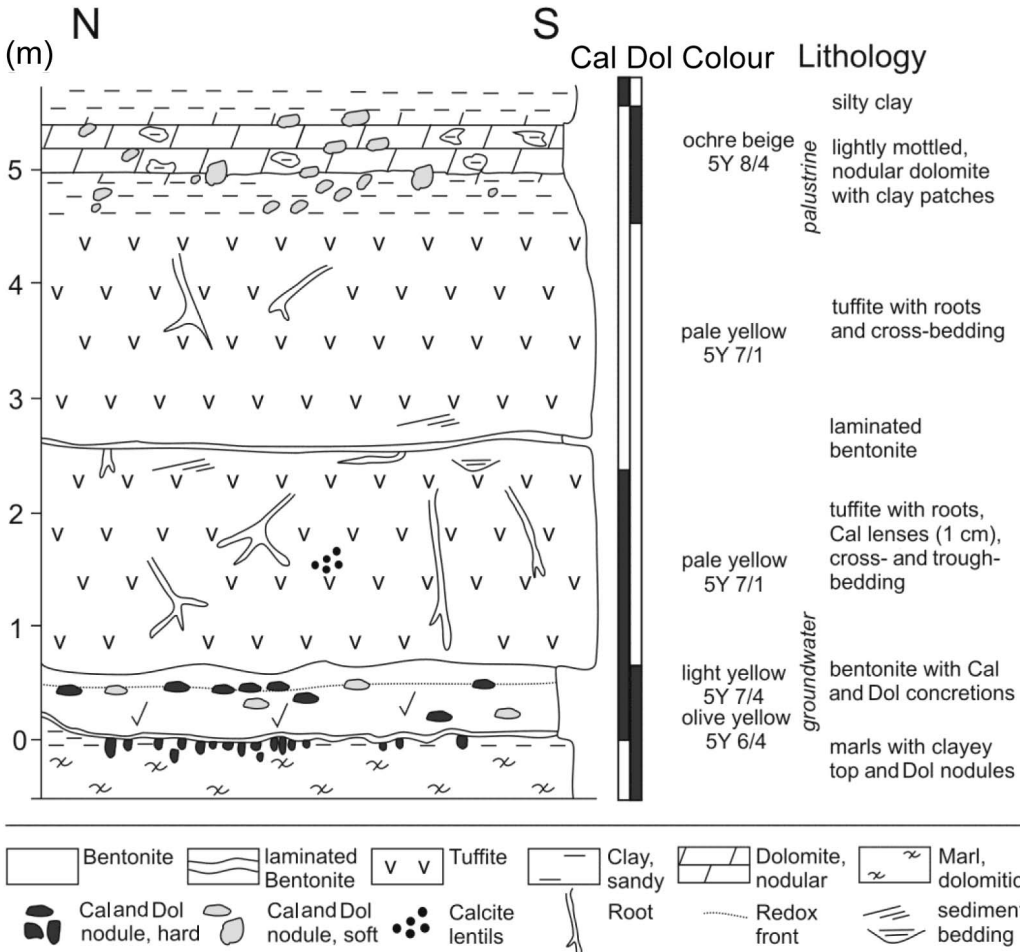 N
S
(m)
Cal Dol Colour
Lithology
5
4
3
2
1
0
ochre beige
5Y 8/4
pale yellow
5Y 7/1
pale yellow
5Y 7/1
light yellow
5Y 7/4
olive yellow
5Y 6/4
palustrine
groundwater
silty clay
lightly mottled,
nodular dolomite
with clay patches
tuffite with roots
and cross-bedding
laminated
bentonite
tuffite with roots,
Cal lenses (1 cm),
cross- and trough-
bedding
bentonite with Cal
and Dol concretions
marls with clayey
top and Dol nodules
Bentonite
laminated
Bentonite
V V
Tuffite
Clay,
sandy
Dolomite,
nodular
Marl,
dolomitic
Cal and Dol
nodule, hard
Cal and Dol
nodule, soft
Calcite
lentils
Root
Redox
front
sediment
bedding